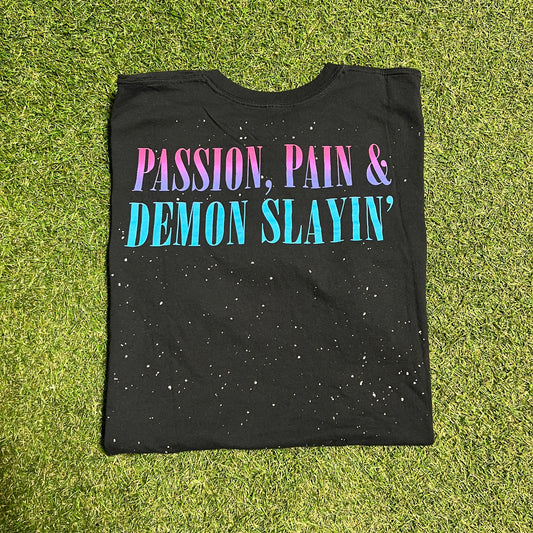 PASSION, PAIN &
DEMON SLAYIN'